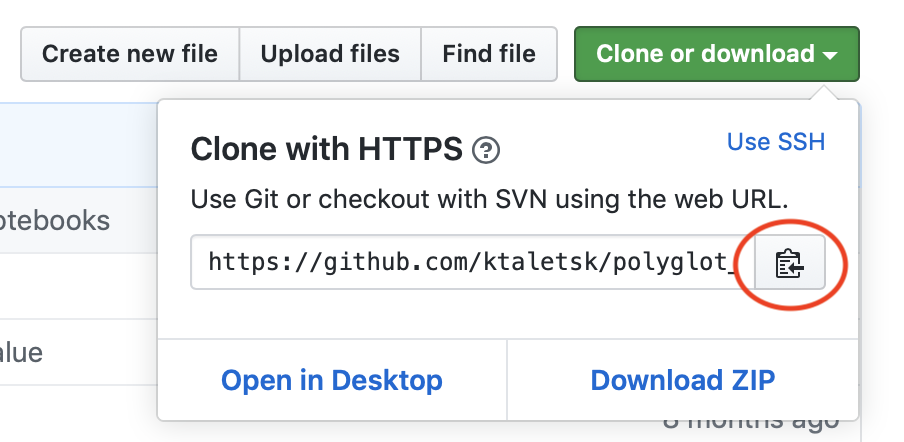 Create new file
Upload files
Find file
Clone or download
Clone with HTTPS
Use SSH
Use Git or checkout with SVN using the web URL.
otebooks
https://github.com/ktaletsk/polyglot_
alue
Open in Desktop
Download ZIP
8 months ago